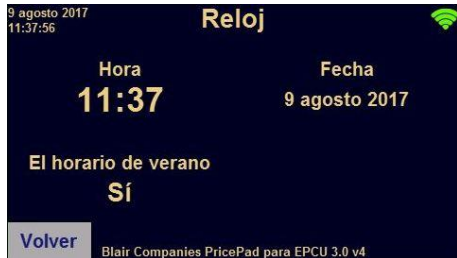 9 agosto 2017
11:37:56
Reloj
Hora
11:37
Fecha
9 agosto 2017
El horario de verano
Sí
Volver
Blair Companies PricePad para EPCU 3.0 v4